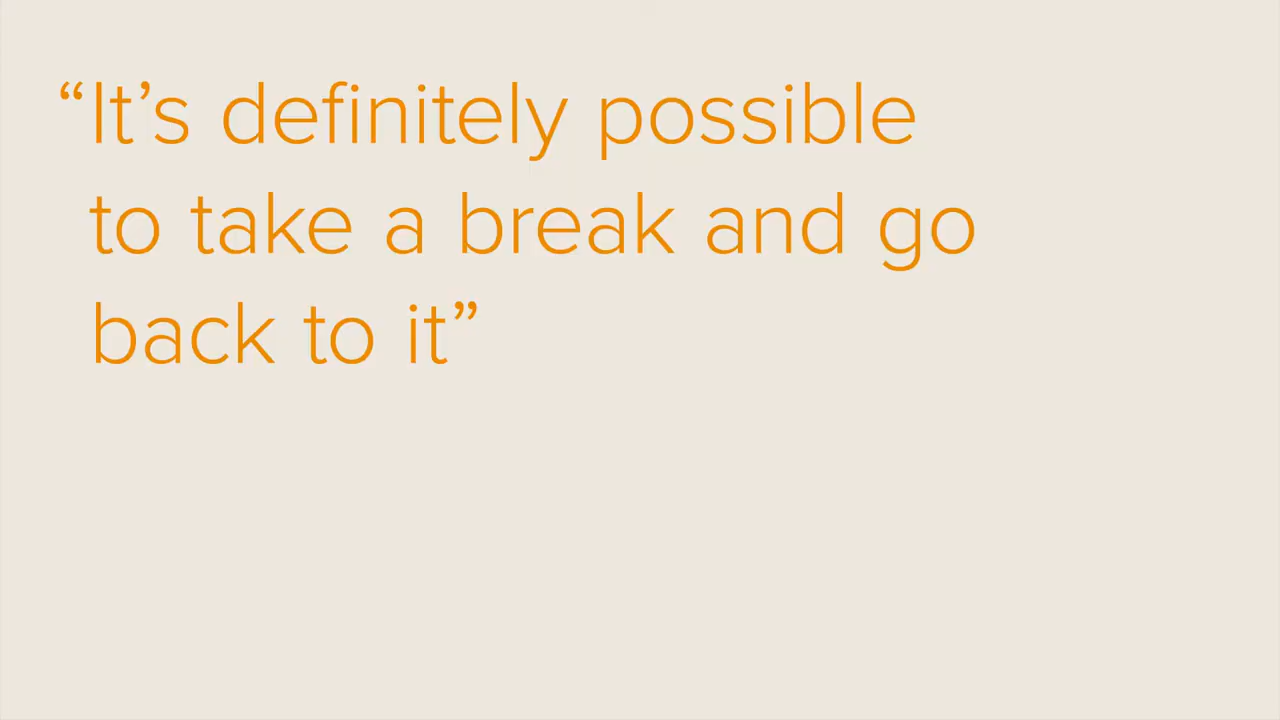 “It’s definitely possible
to take a break and go
back to it”